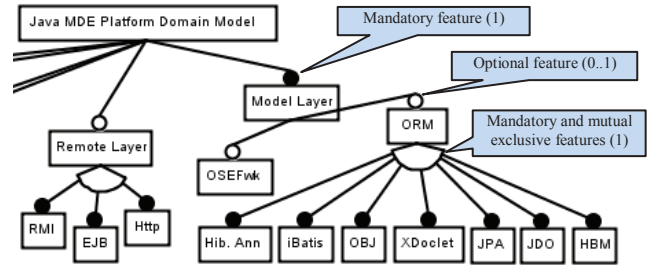 Java MDE Platform Domain Model
Mandatory feature (1)
Optional feature (0..1)
Model Layer
ORM
Mandatory and mutual
exclusive features (1)
Remote Layer
OSEFwk
RMI
EJB
Http
Hib. Ann
iBatis
OBJ
XDoclet
JPA
JDO
HBM